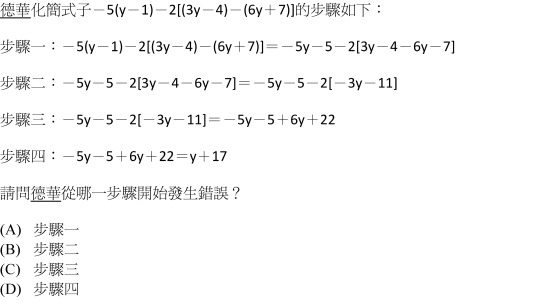 德華化簡式子－5(y－1)－2[(3y－4)－(6y＋7)]的步驟如下：
步驟一：－5(y－1)－2[(3y－4)－(6y＋7)]＝－5y－5－2[3y－4－6y－7]
步驟二：－5y－5－2[3y－4－6y－7]＝－5y－5－2[－3y－11]
步驟三：－5y－5－2[－3y－11]＝－5y－5＋6y＋22
步驟四：－5y－5＋6y＋22＝y＋17
請問德華從哪一步驟開始發生錯誤？
(A) 步驟一
(B) 步驟二
(C) 步驟三
(D) 步驟四